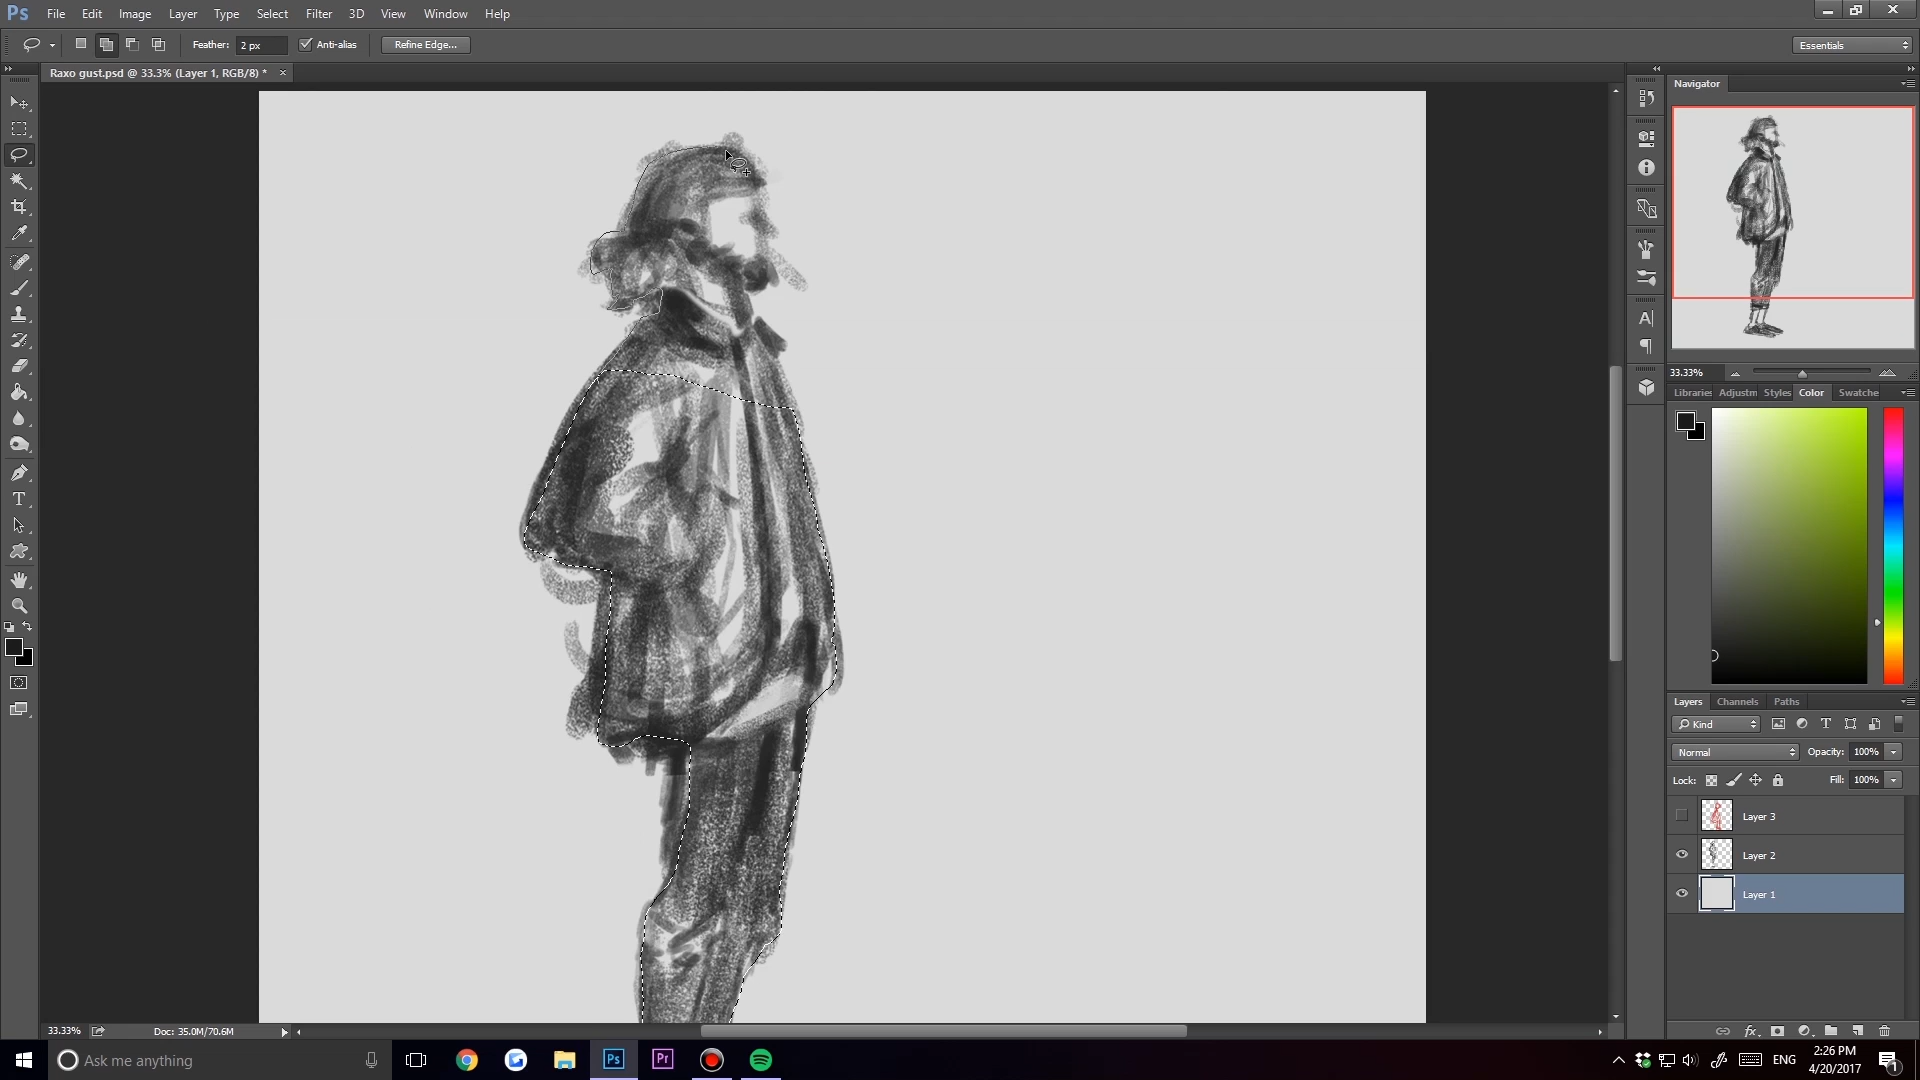 Ps File Edit Image Layer Type Select Filter 3D View Window Help
Feather: 2 px Anti-alias Refine Edge... Essentials
Raxo gust.psd @ 33.3% (Layer 1, RGB/8) * ×
Navigator
33.33%
Libraries Adjustm Styles Color Swatche
Layers Channels Paths
Kind
Normal Opacity: 100%
Lock: Fill: 100%
Layer 3
Layer 2
Layer 1
33.33% Doc: 35.0M/70.6M
Ask me anything
Ps Pr
ENG
2:26 PM
4/20/2017
1